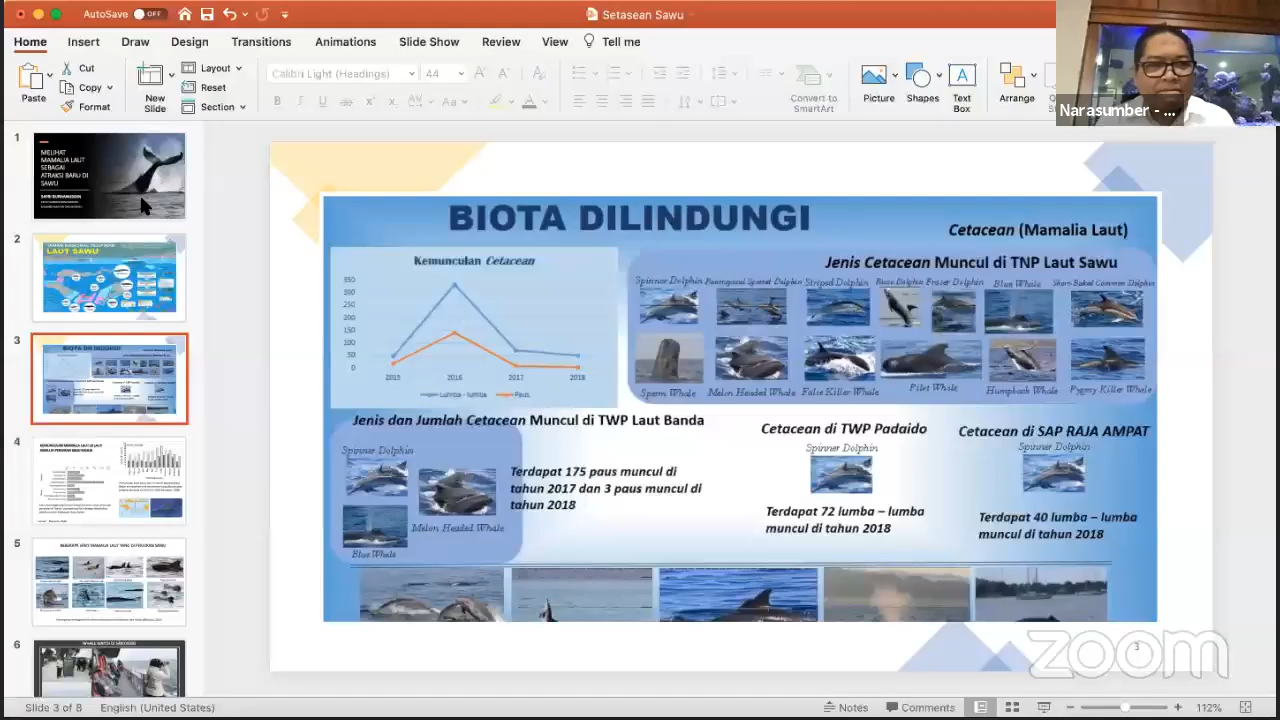 AutoSave OFF
Setasean Sawu
Home Insert Draw Design Transitions Animations Slide Show Review View Tell me
Paste
Cut
Copy
Format
New Slide
Layout
Reset
Section
Calibri Light (Headings) 44
Convert to SmartArt
Picture
Shapes
Text Box
Arrange
Narasumber - ...
1
MELIHAT
MAMALIA LAUT
SEBAGAI
ATRAKSI BARU DI
SAWU
2
LAUT SAWU
3
4
5
6
BIOTA DILINDUNGI
Cetacean (Mamalia Laut)
Kemunculan Cetacean
350
300
250
200
150
100
50
0
2015 2016 2017 2018
Lumba - lumba Paus
Jenis Cetacean Muncul di TNP Laut Sawu
Spinner Dolphin Pantropical Spotted Dolphin Striped Dolphin Risso Dolphin Fraser Dolphin Blue Whale Short-Baked Common Dolphin
Sperm Whale Melon Headed Whale False Killer Whale Pilot Whale Humpback Whale Pygmy Killer Whale
Jenis dan Jumlah Cetacean Muncul di TWP Laut Banda
Spinner Dolphin
Melon Headed Whale
Blue Whale
Terdapat 175 paus muncul di
tahun 2017 dan 3 paus muncul di
tahun 2018
Cetacean di TWP Padaido
Spinner Dolphin
Terdapat 72 lumba – lumba
muncul di tahun 2018
Cetacean di SAP RAJA AMPAT
Spinner Dolphin
Terdapat 40 lumba – lumba
muncul di tahun 2018
3
zoom
Slide 3 of 8 English (United States)
Notes Comments 112%